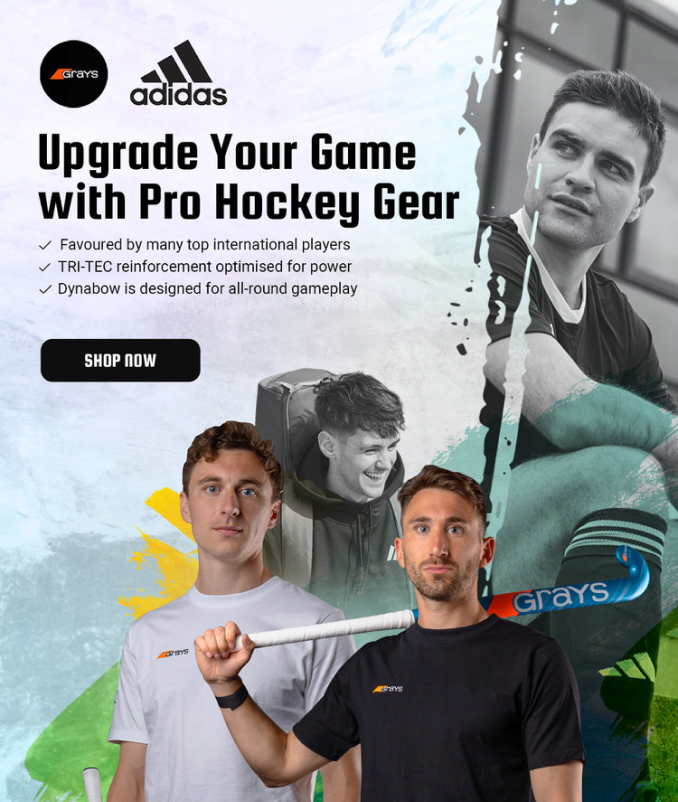 GRAYS
adidas
Upgrade Your Game
with Pro Hockey Gear
Favoured by many top international players
TRI-TEC reinforcement optimised for power
Dynabow is designed for all-round gameplay
SHOP NOW
GRAYS
GRAYS
GRAYS